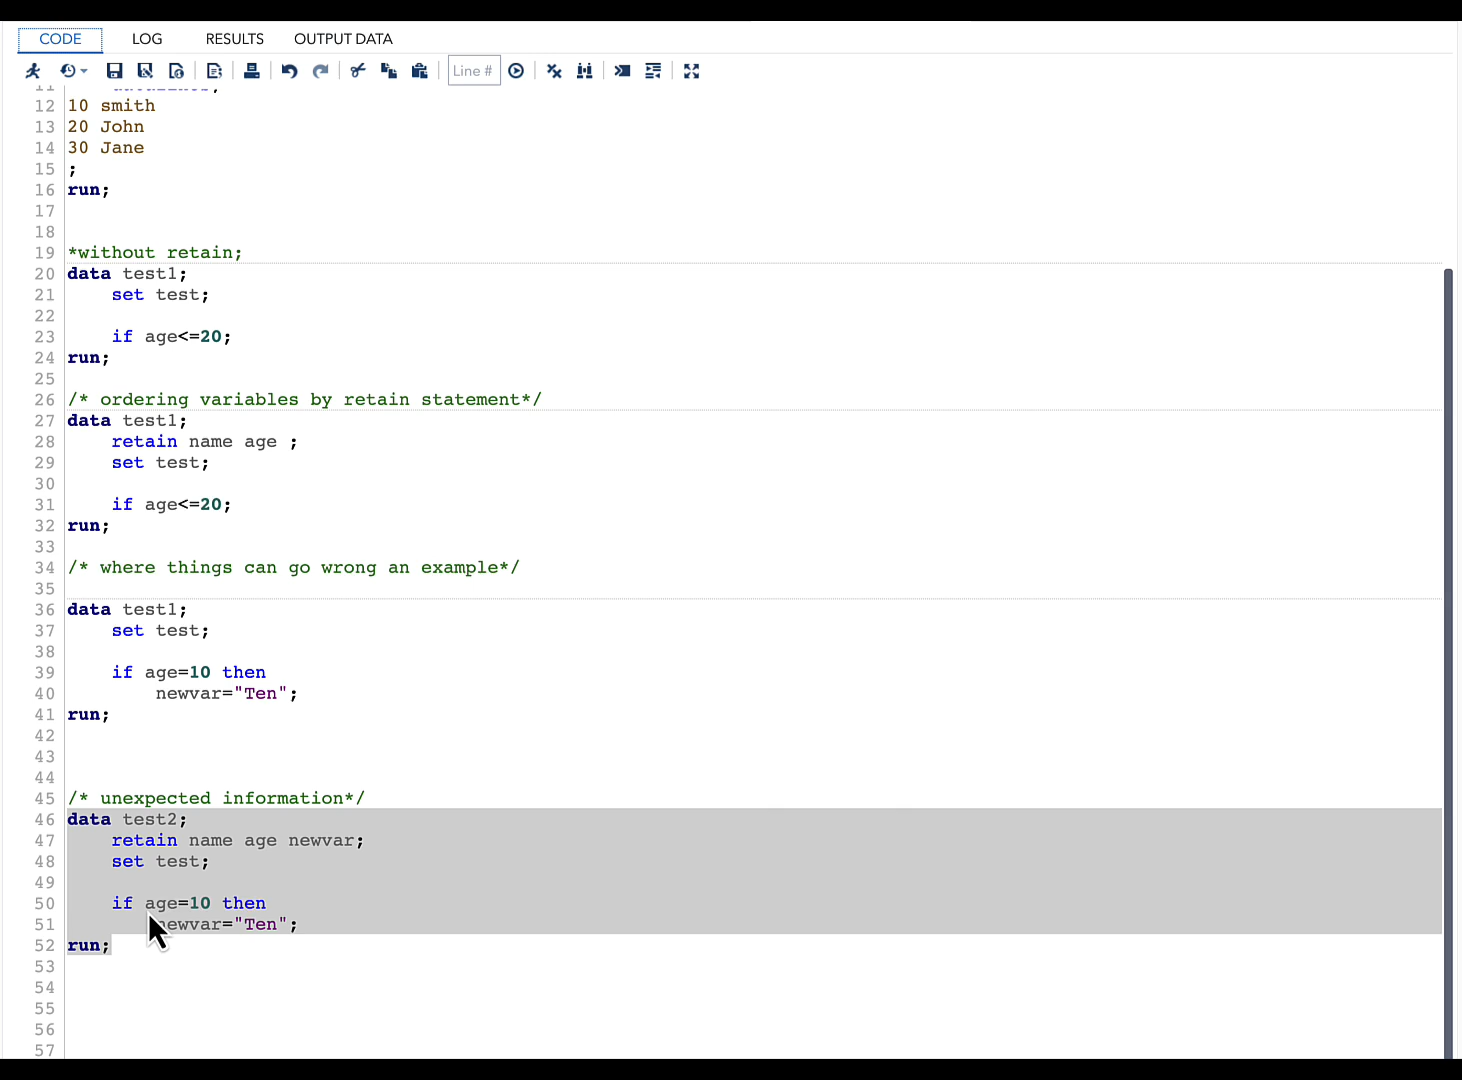 CODE LOG RESULTS OUTPUT DATA
Line #
12 10 smith
13 20 John
14 30 Jane
15 ;
16 run;
17
18
19 *without retain;
20 data test1;
21 set test;
22
23 if age<=20;
24 run;
25
26 /* ordering variables by retain statement*/
27 data test1;
28 retain name age ;
29 set test;
30
31 if age<=20;
32 run;
33
34 /* where things can go wrong an example*/
35
36 data test1;
37 set test;
38
39 if age=10 then
40 newvar="Ten";
41 run;
42
43
44
45 /* unexpected information*/
46 data test2;
47 retain name age newvar;
48 set test;
49
50 if age=10 then
51 newvar="Ten";
52 run;
53
54
55
56
57